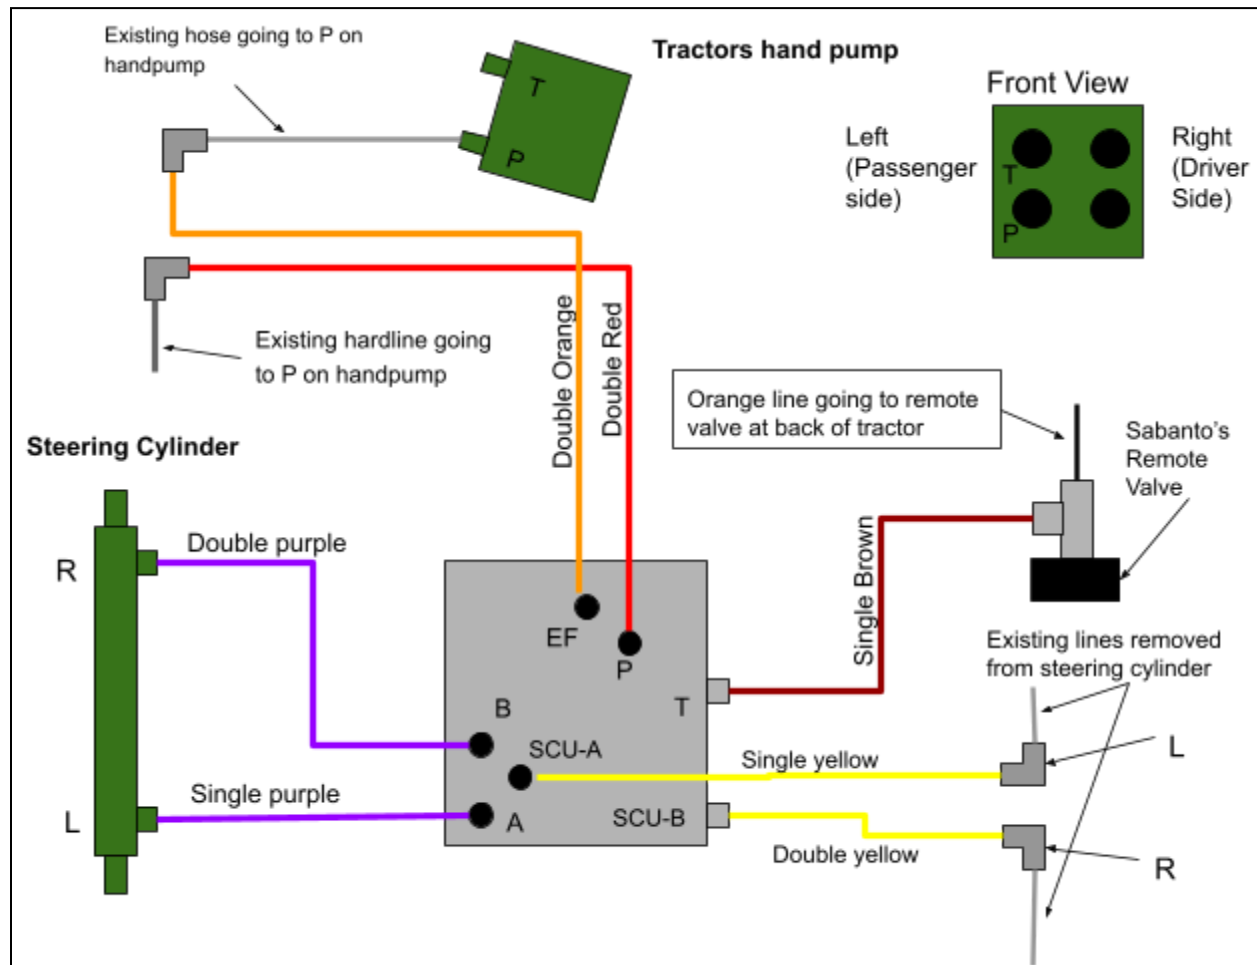 Existing hose going to P on
handpump
Tractors hand pump
T
P
Front View
Left
(Passenger
side)
T
P
Right
(Driver
Side)
Existing hardline going
to P on handpump
Double Orange
Double Red
Orange line going to remote
valve at back of tractor
Sabanto's
Remote
Valve
Steering Cylinder
R
Double purple
L
Single purple
EF
P
B
SCU-A
A
T
SCU-B
Single Brown
Existing lines removed
from steering cylinder
Single yellow
L
Double yellow
R